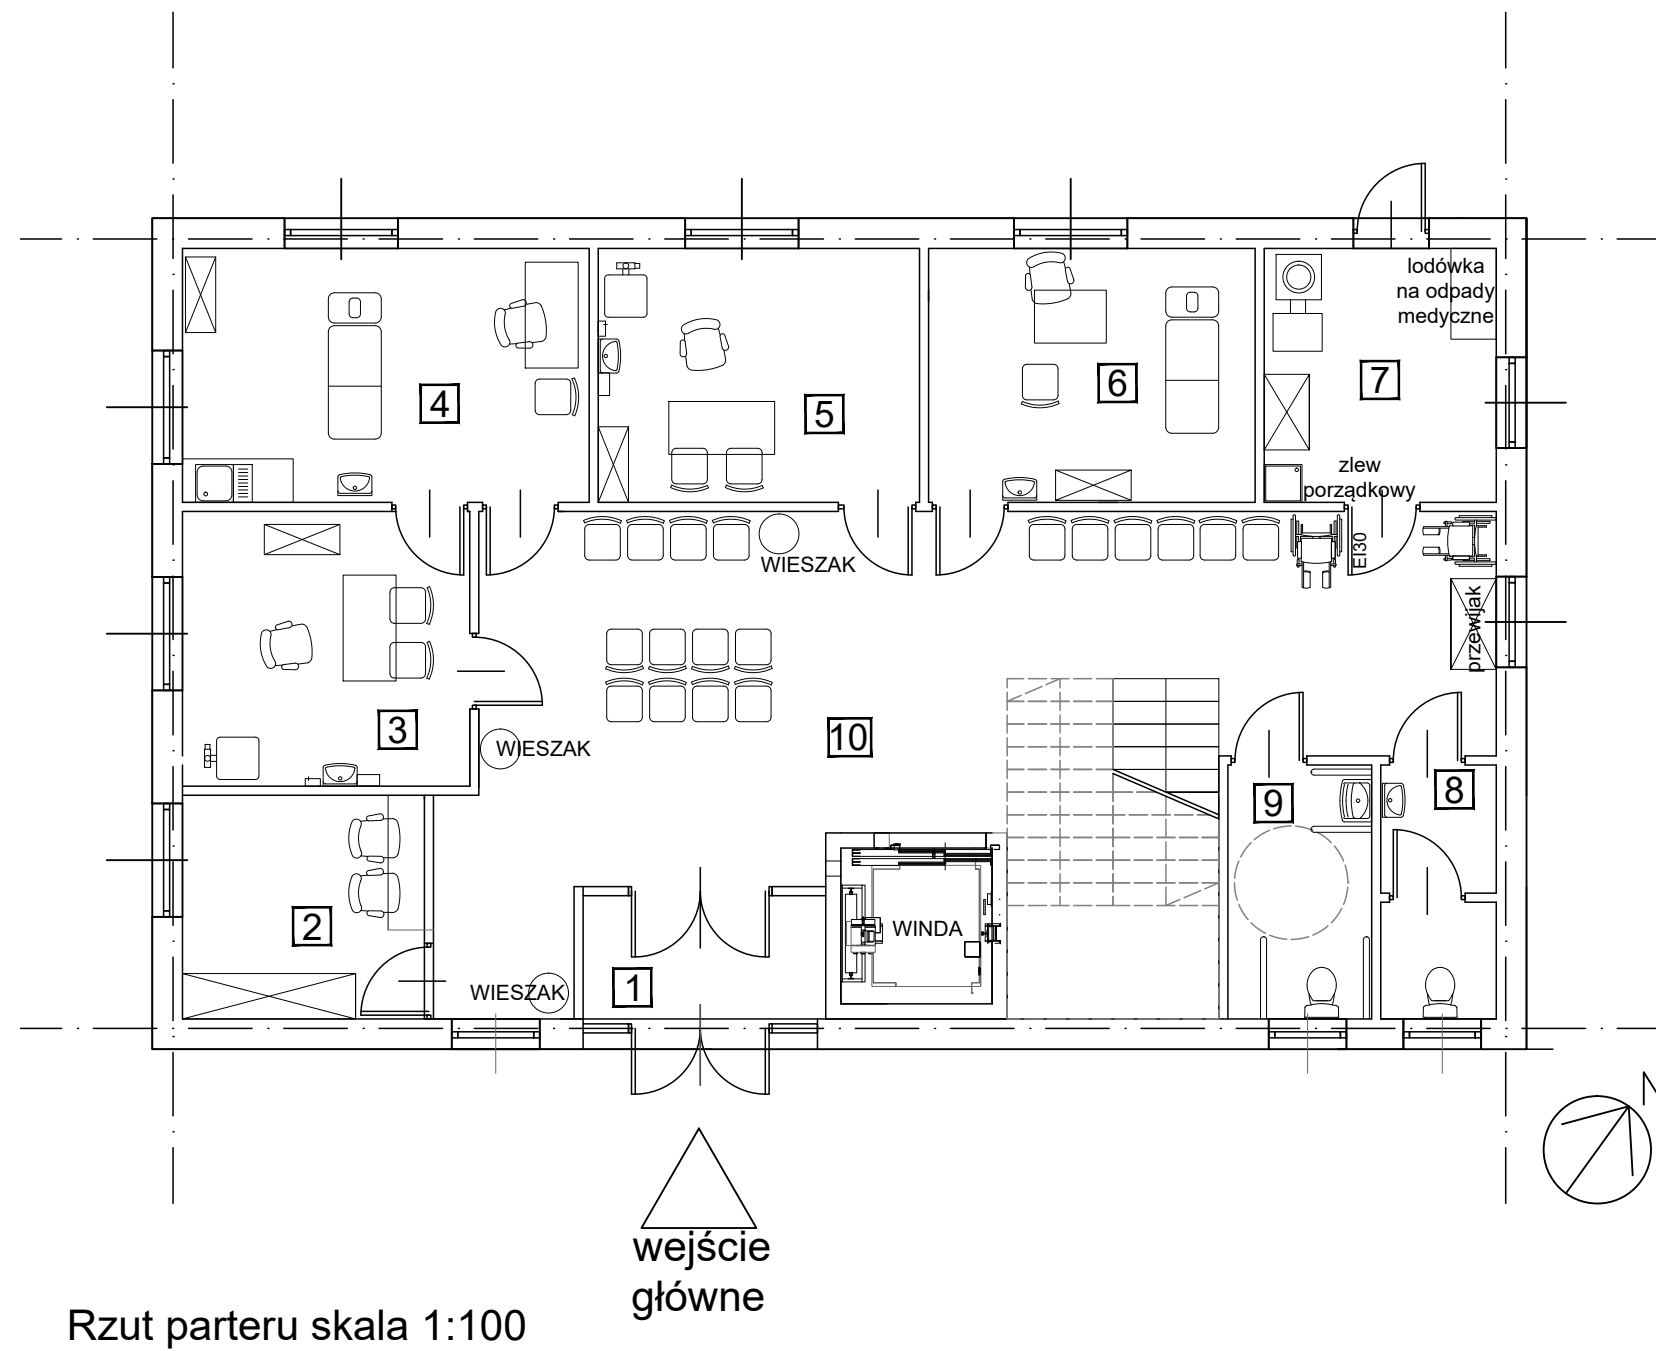 lodówka
na odpady
medyczne
4
5
6
7
zlew
porządkowy
WIESZAK
EI30
przewijak
3
WIESZAK
10
9
8
2
WIESZAK
1
WINDA
N
wejście
główne
Rzut parteru skala 1:100